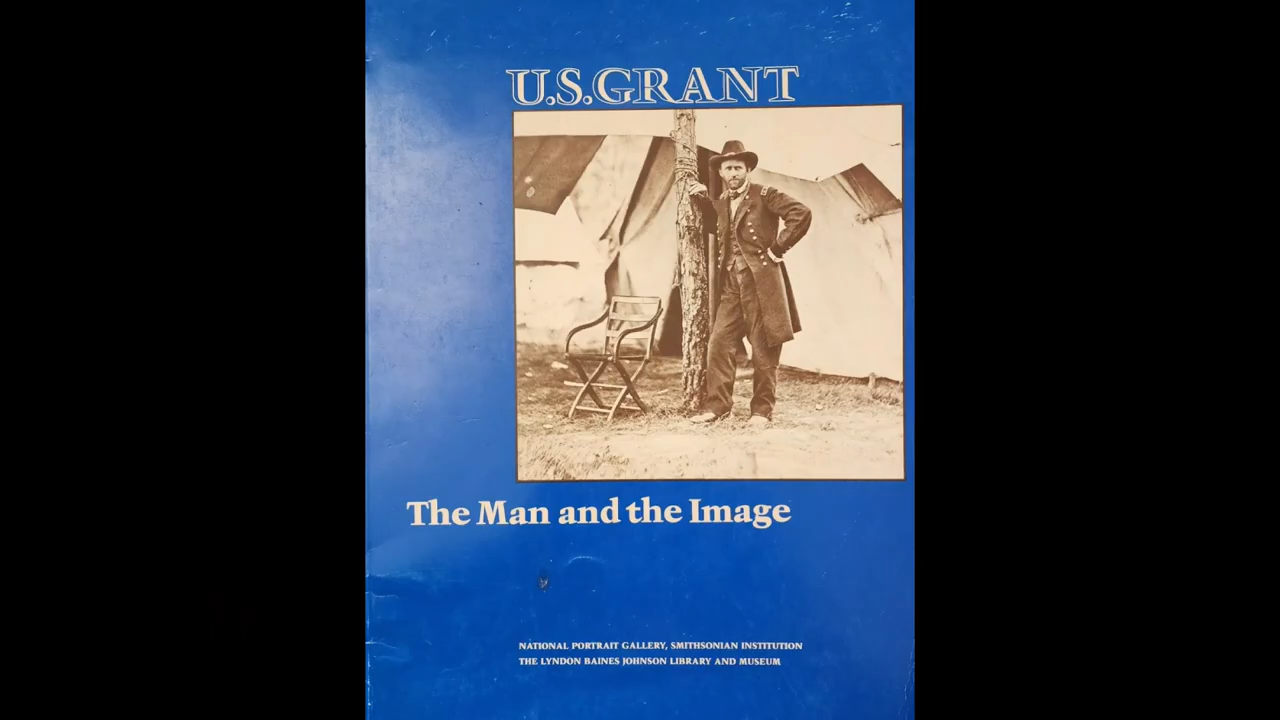 U.S.GRANT
The Man and the Image
NATIONAL PORTRAIT GALLERY, SMITHSONIAN INSTITUTION
THE LYNDON BAINES JOHNSON LIBRARY AND MUSEUM